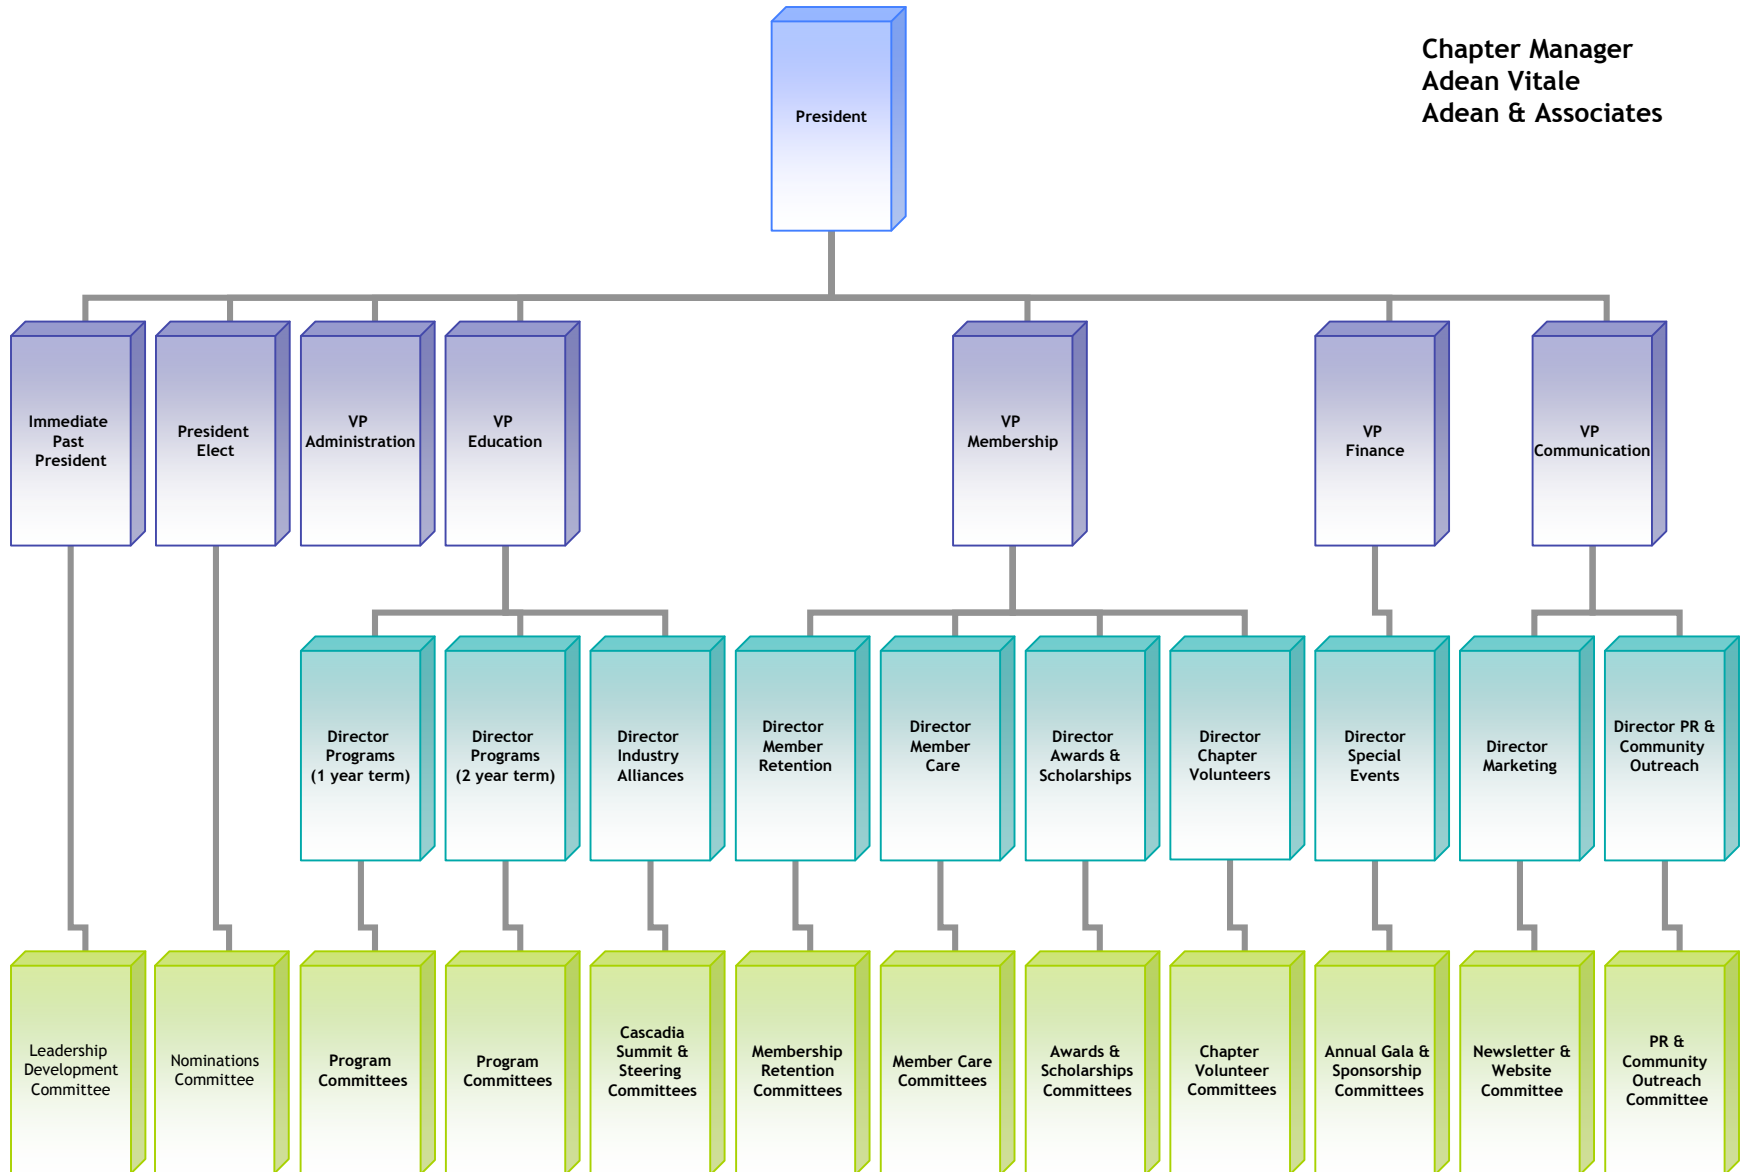 Chapter Manager
Adean Vitale
Adean & Associates
President
Immediate
Past
President
President
Elect
VP
Administration
VP
Education
VP
Membership
VP
Finance
VP
Communication
Director
Programs
(1 year term)
Director
Programs
(2 year term)
Director
Industry
Alliances
Director
Member
Retention
Director
Member
Care
Director
Awards &
Scholarships
Director
Chapter
Volunteers
Director
Special
Events
Director
Marketing
Director PR &
Community
Outreach
Leadership
Development
Committee
Nominations
Committee
Program
Committees
Program
Committees
Cascadia
Summit &
Steering
Committees
Membership
Retention
Committees
Member Care
Committees
Awards &
Scholarships
Committees
Chapter
Volunteer
Committees
Annual Gala &
Sponsorship
Committees
Newsletter &
Website
Committee
PR &
Community
Outreach
Committee